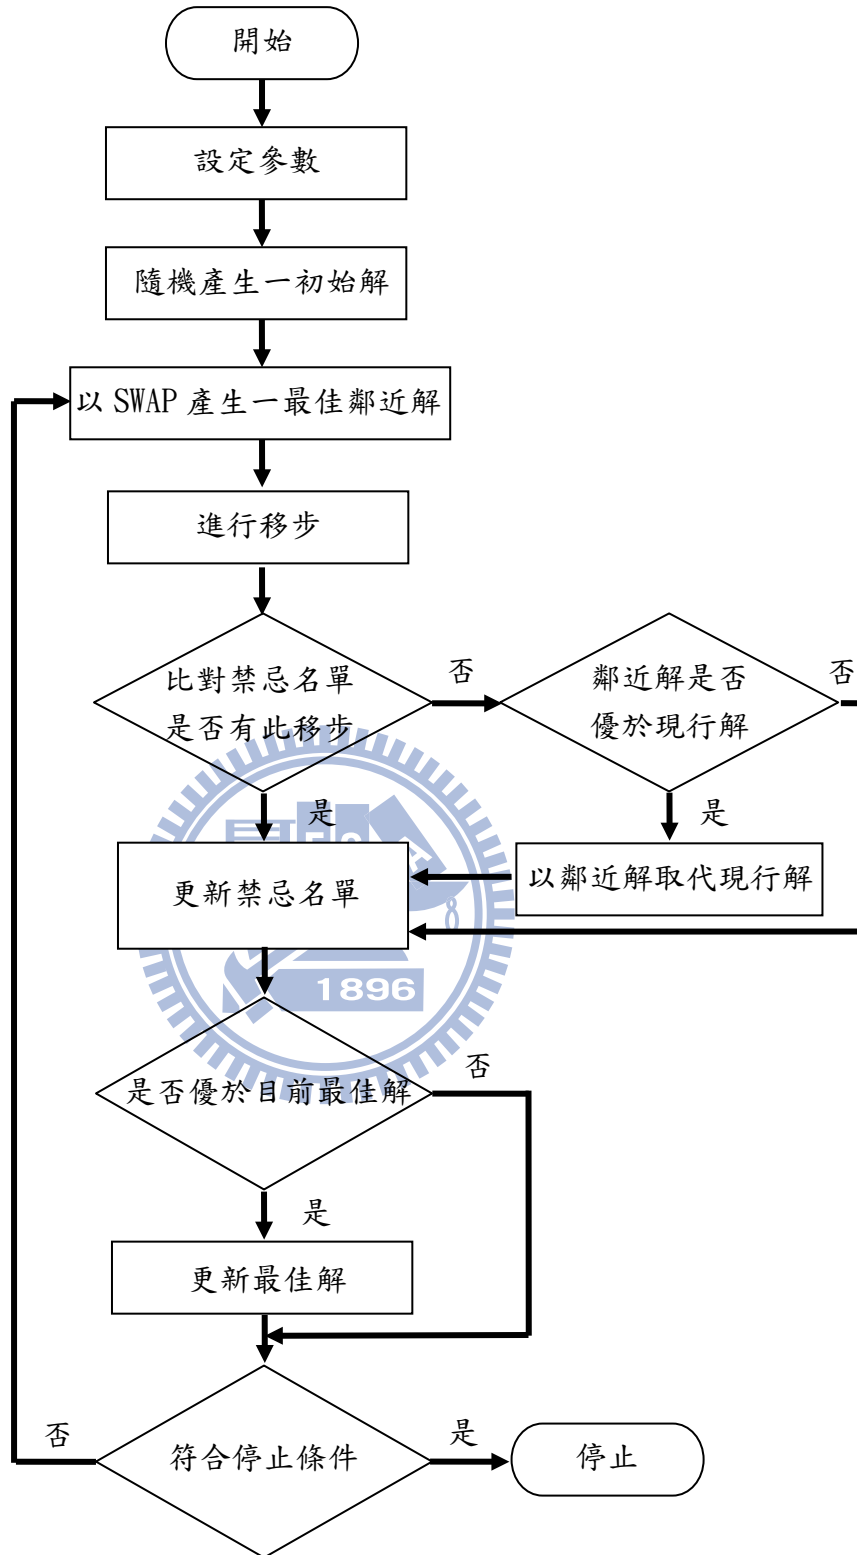 開始
設定參數
隨機產生一初始解
以 SWAP 產生一最佳鄰近解
進行移步
比對禁忌名單
是否有此移步
否
鄰近解是否
優於現行解
否
是
是
更新禁忌名單
以鄰近解取代現行解
1896
是否優於目前最佳解
否
是
更新最佳解
否
符合停止條件
是
停止